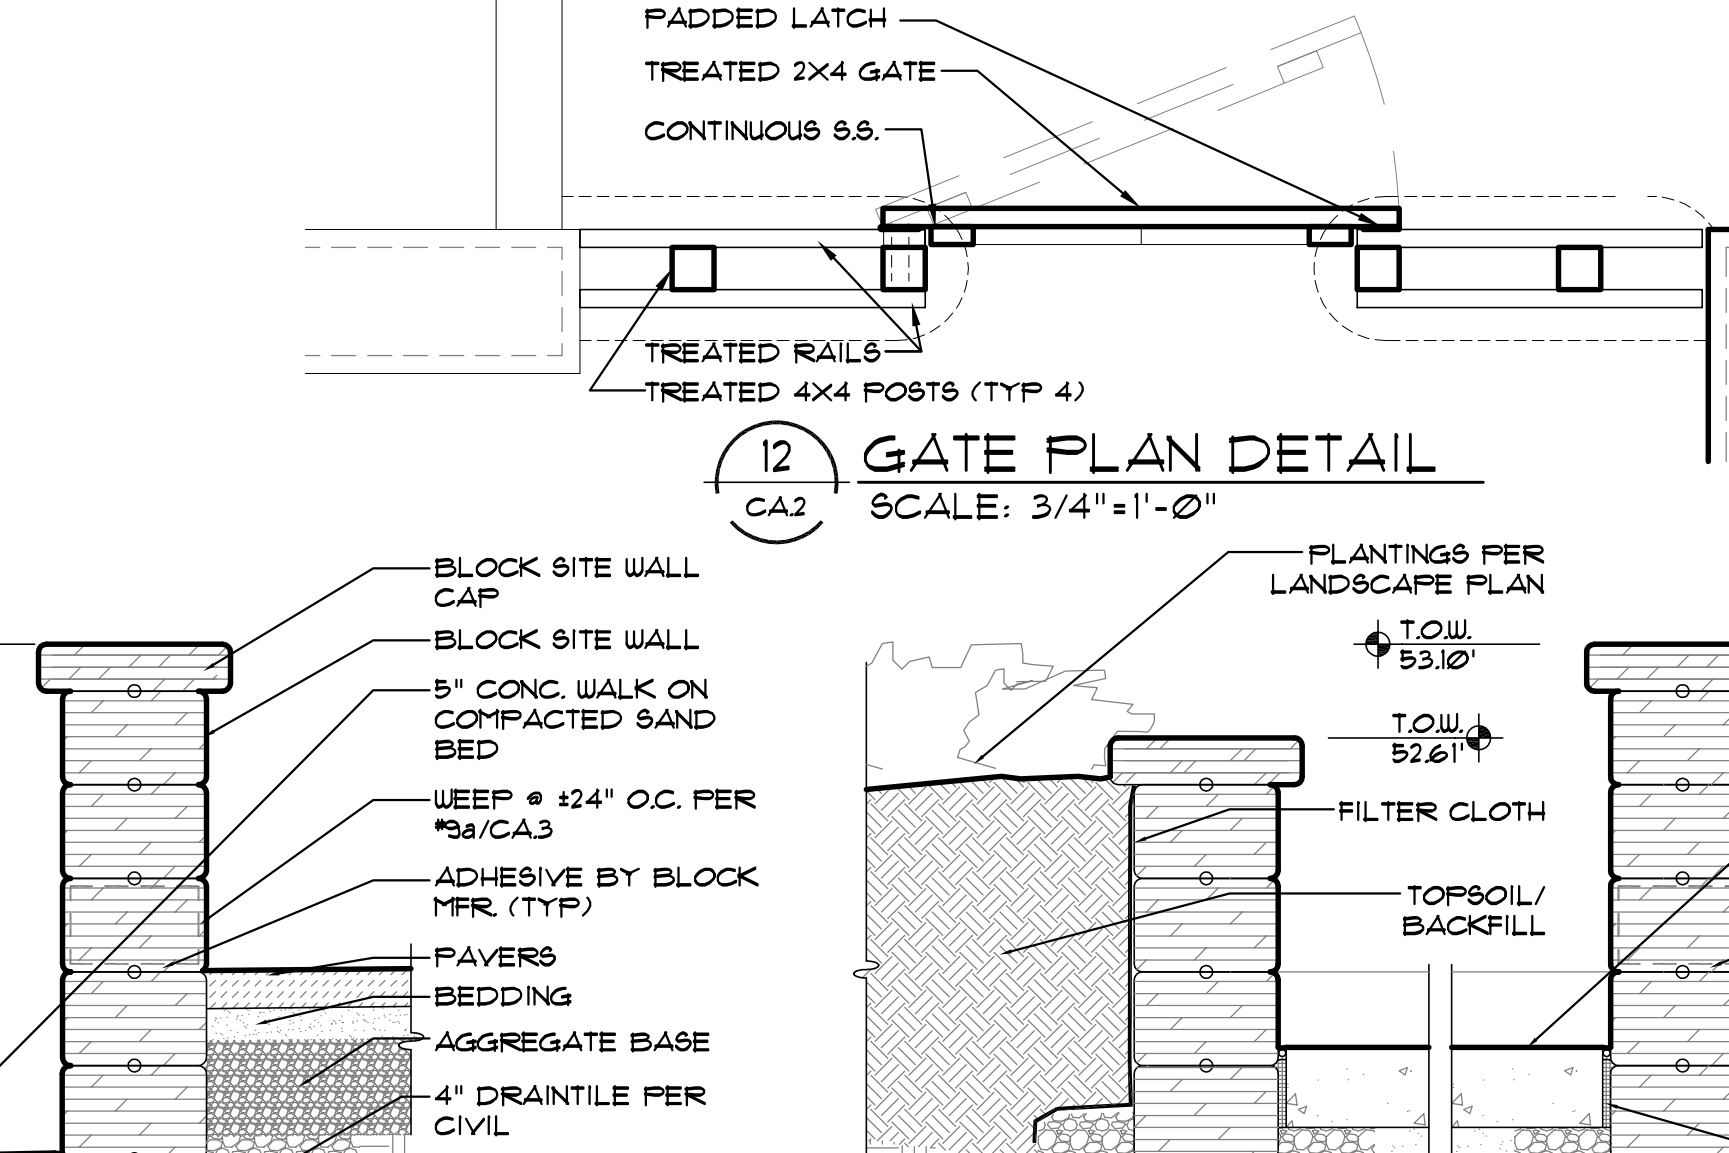 PADDED LATCH
TREATED 2X4 GATE
CONTINUOUS S.S.
TREATED RAILS
TREATED 4X4 POSTS (TYP 4)
12
CA.2
GATE PLAN DETAIL
SCALE: 3/4"=1'-0"
BLOCK SITE WALL
CAP
BLOCK SITE WALL
5" CONC. WALK ON
COMPACTED SAND
BED
WEEP @ ±24" O.C. PER
#9a/CA.3
ADHESIVE BY BLOCK
MFR. (TYP)
PAVERS
BEDDING
AGGREGATE BASE
4" DRAINTILE PER
CIVIL
PLANTINGS PER
LANDSCAPE PLAN
T.O.W.
53.10'
T.O.W.
52.61'
FILTER CLOTH
TOPSOIL/
BACKFILL